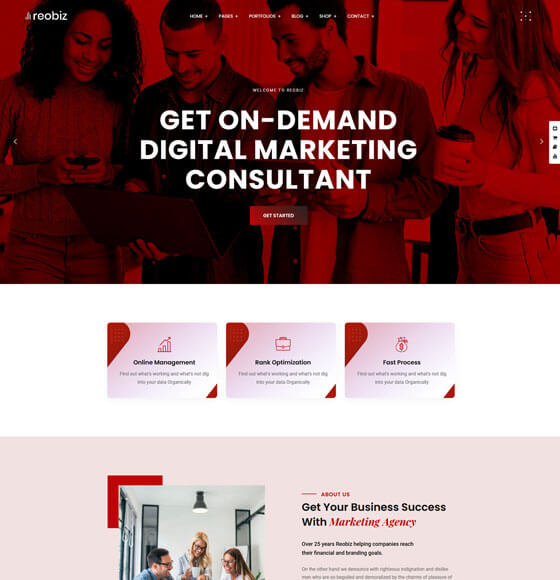 reobiz
HOME + PAGES + PORTFOLIOS + BLOG + SHOP + CONTACT +
WELCOME TO REOBIZ
GET ON-DEMAND
DIGITAL MARKETING
CONSULTANT
GET STARTED
Online Management
Find out what's working and what's not dig
into your data Organically
Rank Optimization
Find out what's working and what's not dig
into your data Organically
Fast Process
Find out what's working and what's not dig
into your data Organically
ABOUT US
Get Your Business Success
With Marketing Agency
Over 25 years Reobiz helping companies reach
their financial and branding goals.
On the other hand we denounce with righteous indignation and dislike
men who are so beguiled and demoralized by the charms of pleasure of